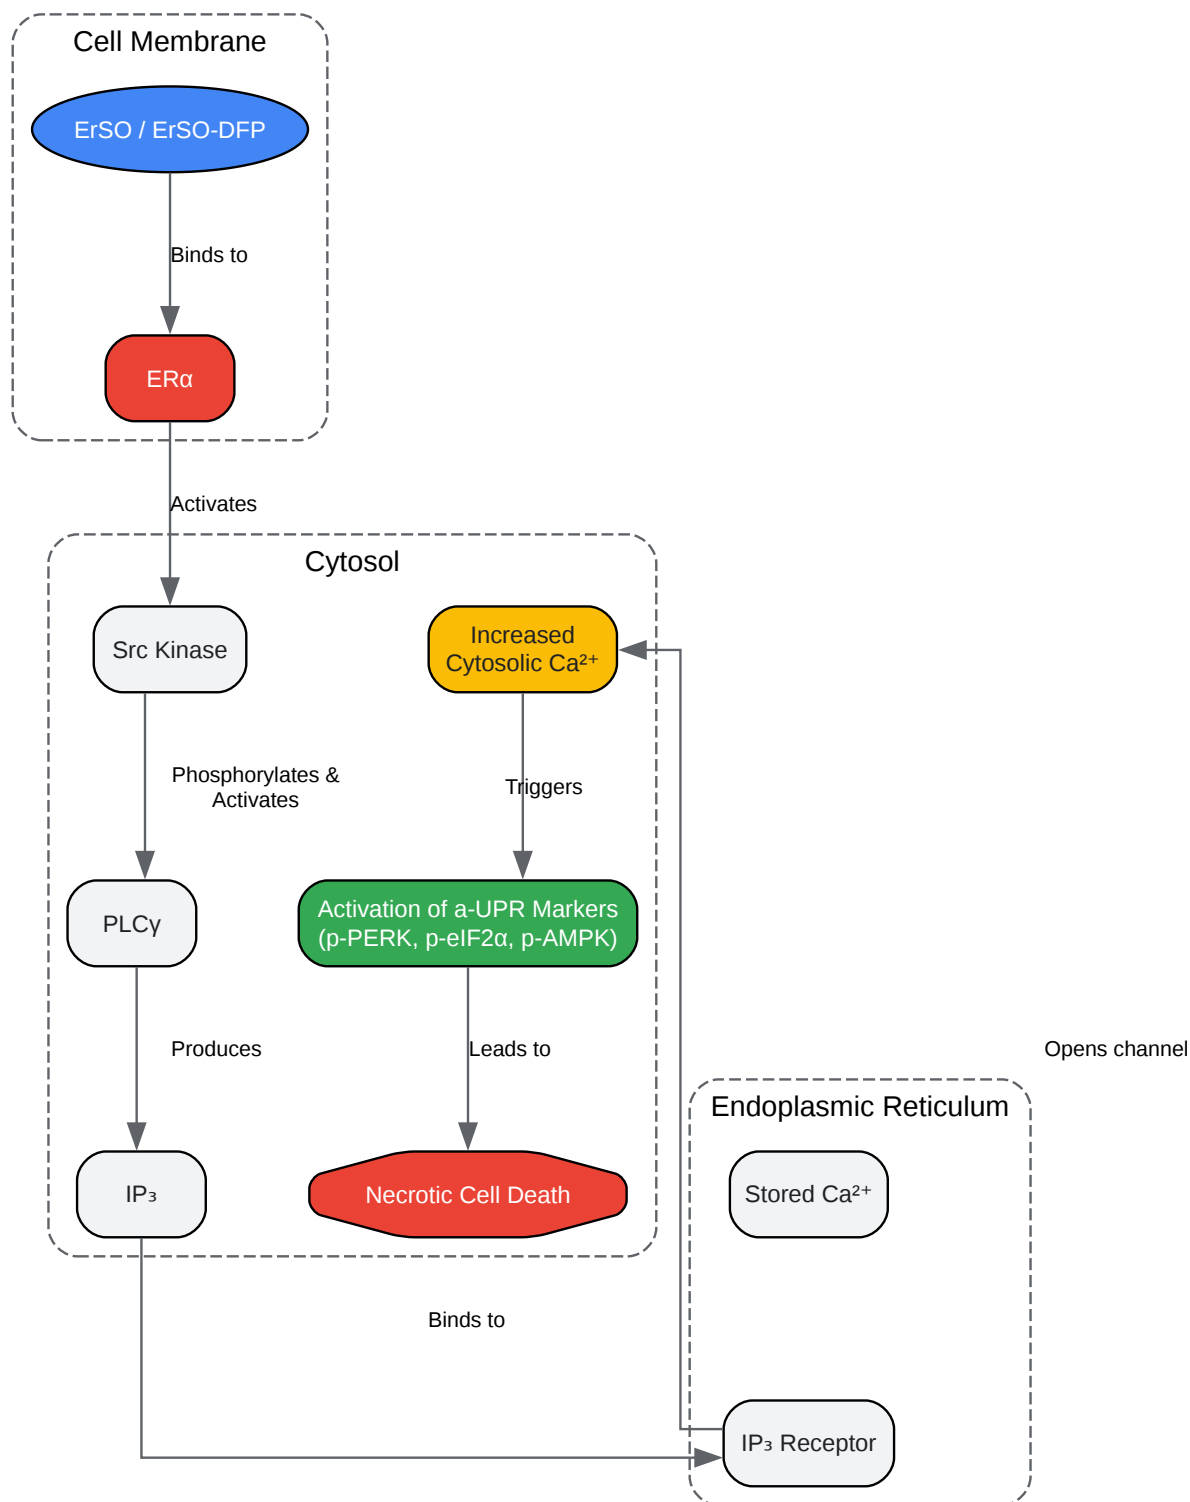 Cell Membrane
ErSO / ErSO-DFP
Binds to
ERα
Activates
Cytosol
Src Kinase
Increased
Cytosolic Ca²⁺
Phosphorylates &
Activates
Triggers
PLCγ
Activation of a-UPR Markers
(p-PERK, p-eIF2α, p-AMPK)
Produces
Leads to
Opens channel
Endoplasmic Reticulum
IP₃
Necrotic Cell Death
Stored Ca²⁺
Binds to
IP₃ Receptor